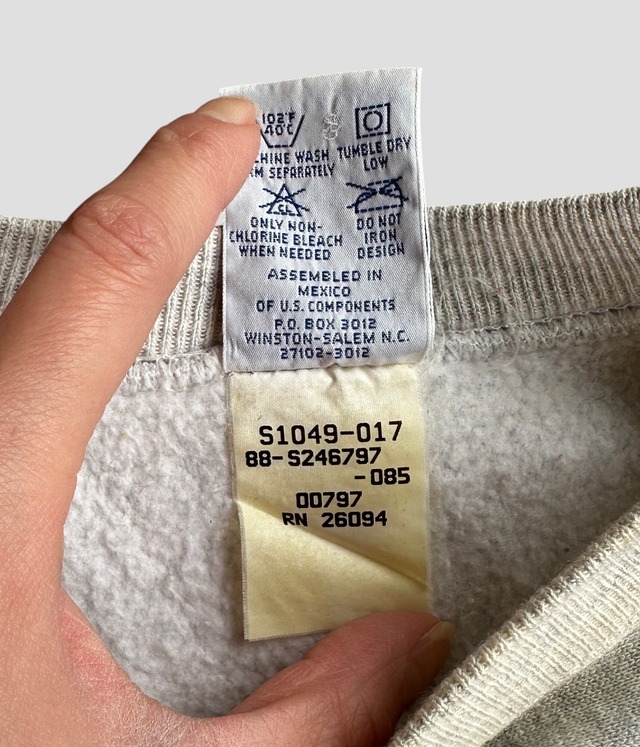 102°F
40°C
CHINE WASH TUMBLE DRY
SEPARATELY LOW
CL
ONLY NON- DO NOT
CHLORINE BLEACH IRON
WHEN NEEDED DESIGN
ASSEMBLED IN
MEXICO
OF U.S. COMPONENTS
P.O. BOX 3012
WINSTON-SALEM N.C.
27102-3012
S1049-017
88-S246797
-085
00797
RN 26094